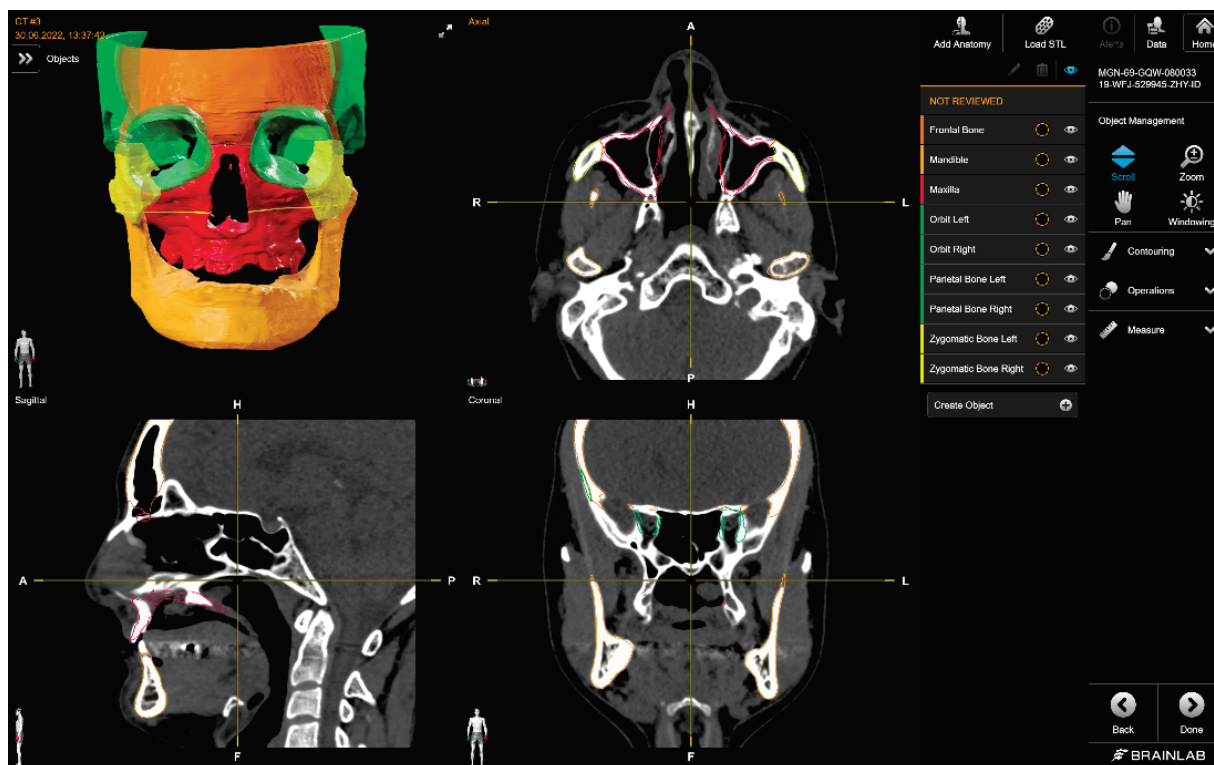 CT #3
30.06.2022, 13:37:42
Objects
Axial
A
R
L
P
Sagittal
H
A
P
F
Coronal
H
R
L
F
Add Anatomy
Load STL
Alerts
Data
Home
NOT REVIEWED
Frontal Bone
Mandible
Maxilla
Orbit Left
Orbit Right
Parietal Bone Left
Parietal Bone Right
Zygomatic Bone Left
Zygomatic Bone Right
Create Object
MGN-69-GQW-080033
19-WFJ-529945-ZHY-ID
Object Management
Scroll
Zoom
Pan
Windowing
Contouring
Operations
Measure
Back
Done
BRAINLAB